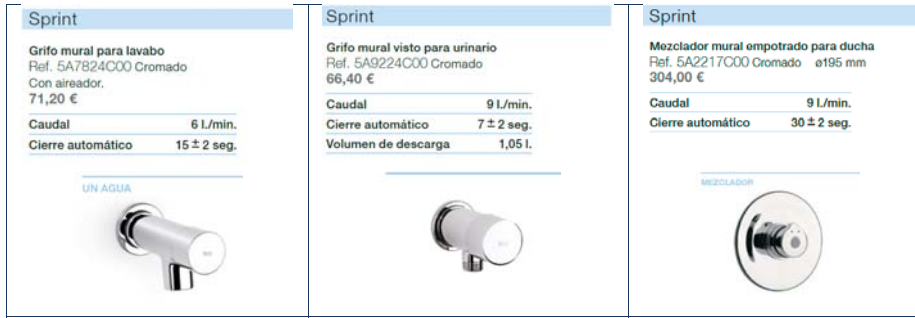 Sprint
Grifo mural para lavabo
Ref. 5A7824C00 Cromado
Con aireador.
71,20 €
Caudal 6 l./min.
Cierre automático 15 ± 2 seg.
UN AGUA
Sprint
Grifo mural visto para urinario
Ref. 5A9224C00 Cromado
66,40 €
Caudal 9 l./min.
Cierre automático 7 ± 2 seg.
Volumen de descarga 1,05 l.
Sprint
Mezclador mural empotrado para ducha
Ref. 5A2217C00 Cromado ø195 mm
304,00 €
Caudal 9 l./min.
Cierre automático 30 ± 2 seg.
MEZCLADOR